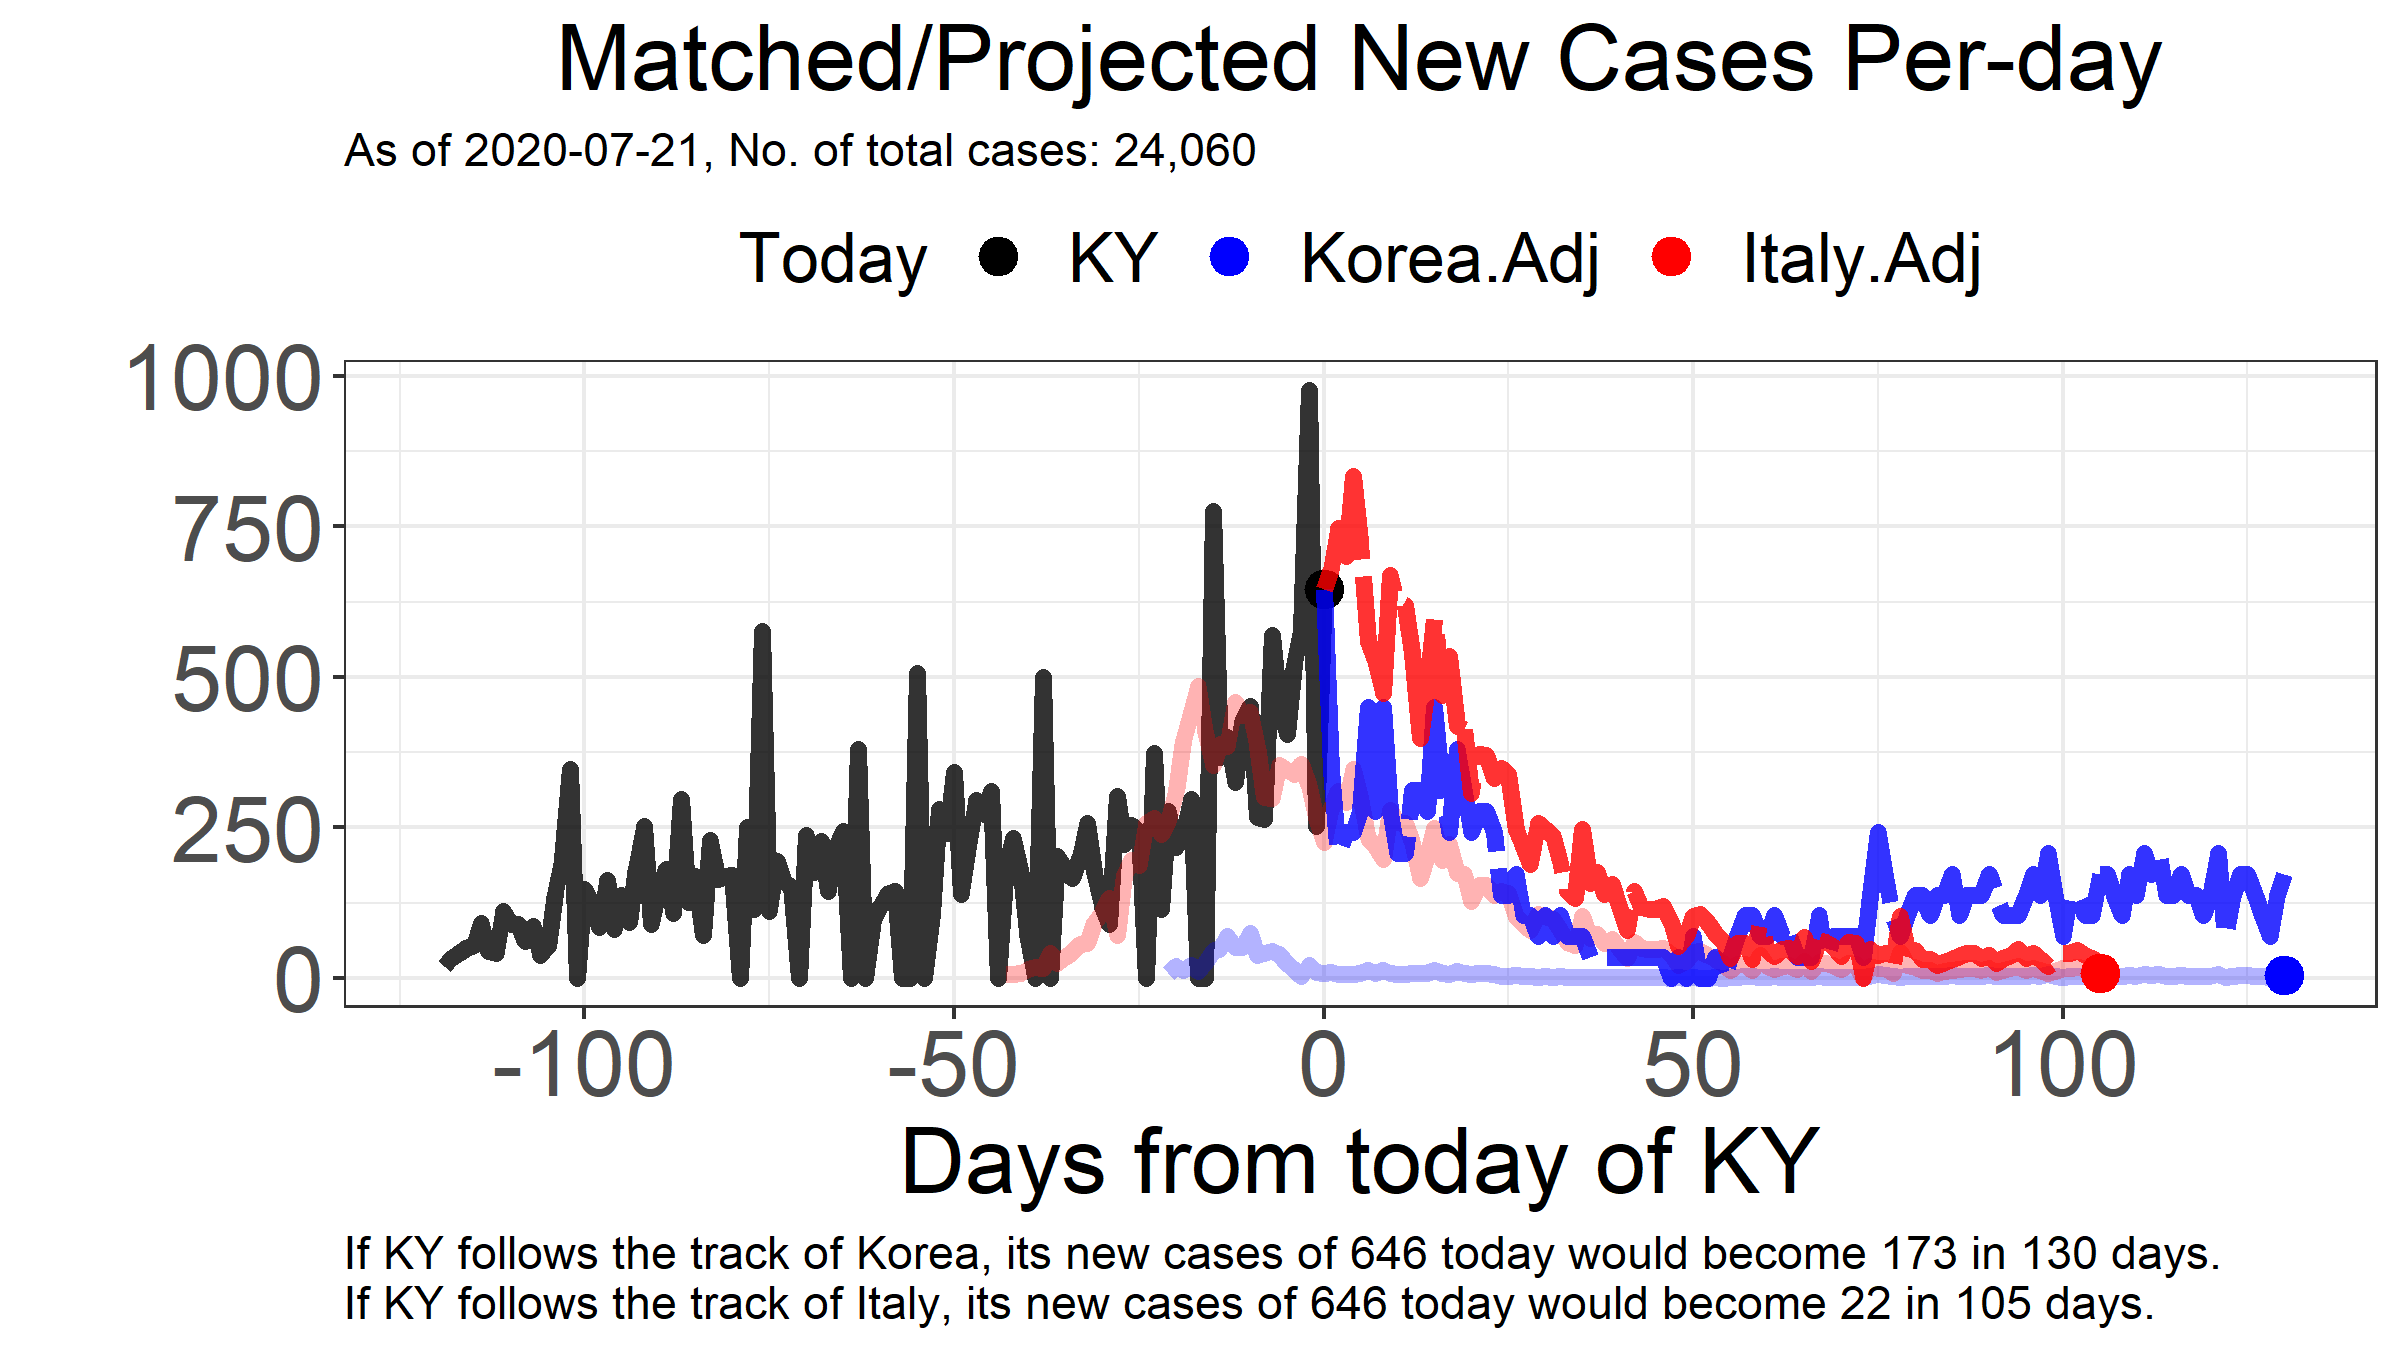 Matched/Projected New Cases Per-day
As of 2020-07-21, No. of total cases: 24,060
Today KY Korea.Adj Italy.Adj
1000
750
500
250
0
-100 -50 0 50 100
Days from today of KY
If KY follows the track of Korea, its new cases of 646 today would become 173 in 130 days.
If KY follows the track of Italy, its new cases of 646 today would become 22 in 105 days.